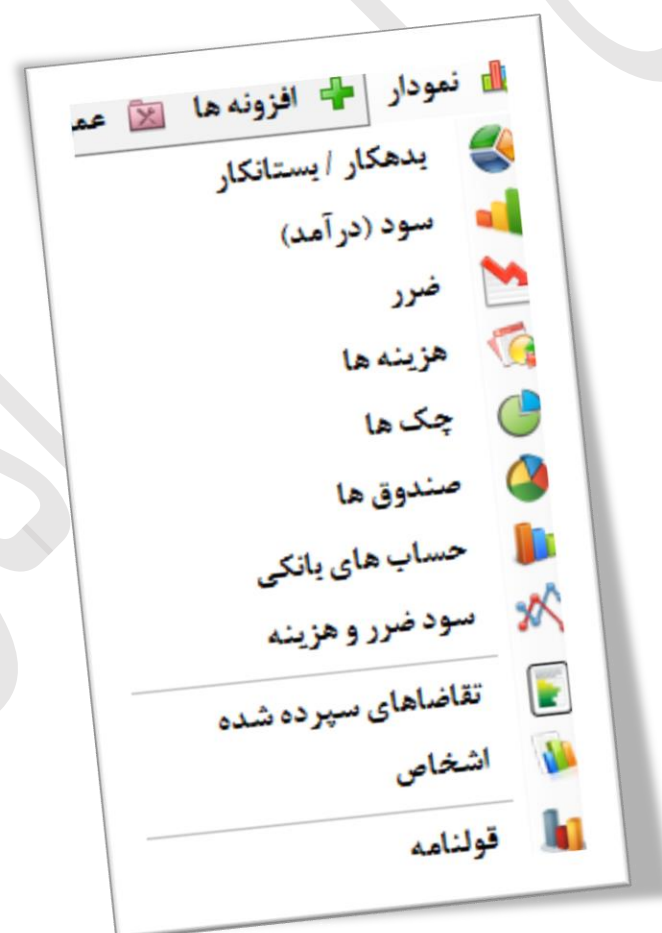 نمودار افزونه ها
بدهکار / بستانکار
سود (درآمد)
ضرر
هزینه ها
چک ها
صندوق ها
حساب های بانکی
سود ضرر و هزینه
تقاضاهای سپرده شده
اشخاص
قولنامه